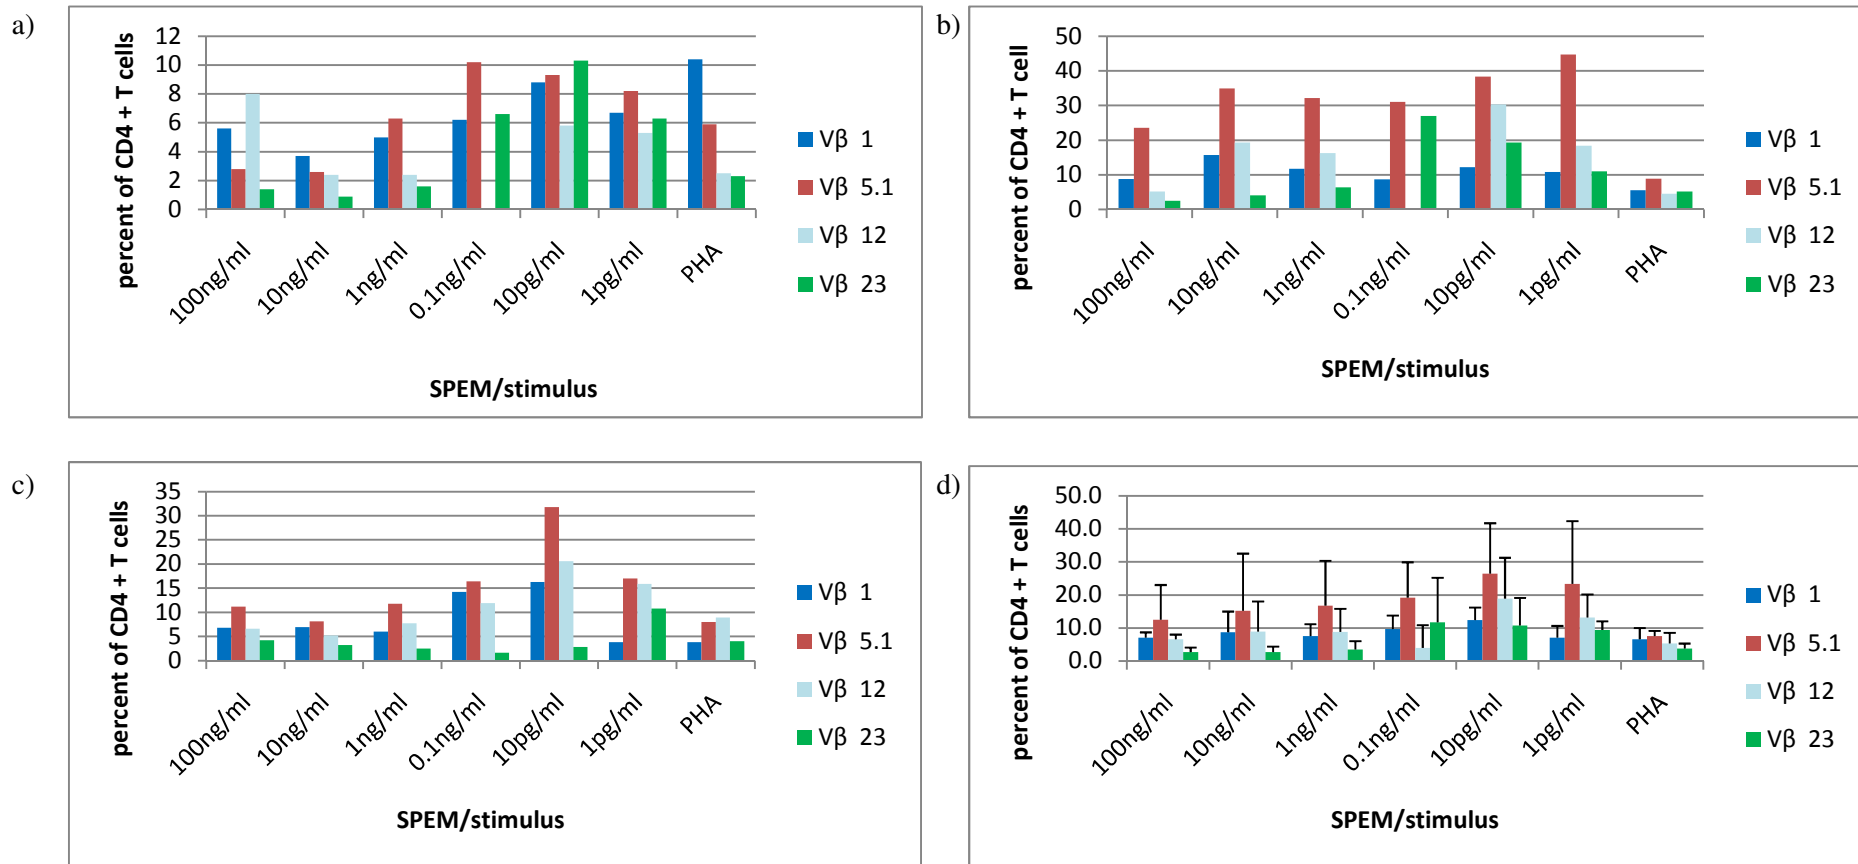 a)
percent of CD4 + T cells
12
10
8
6
4
2
0
100ng/ml
10ng/ml
1ng/ml
0.1ng/ml
10pg/ml
1pg/ml
PHA
SPEM/stimulus
Vβ 1
Vβ 5.1
Vβ 12
Vβ 23
b)
percent of CD4 + T cell
50
40
30
20
10
0
100ng/ml
10ng/ml
1ng/ml
0.1ng/ml
10pg/ml
1pg/ml
PHA
SPEM/stimulus
Vβ 1
Vβ 5.1
Vβ 12
Vβ 23
c)
percent of CD4 + T cells
35
30
25
20
15
10
5
0
100ng/ml
10ng/ml
1ng/ml
0.1ng/ml
10pg/ml
1pg/ml
PHA
SPEM/stimulus
Vβ 1
Vβ 5.1
Vβ 12
Vβ 23
d)
percent of CD4 + T cells
50.0
40.0
30.0
20.0
10.0
0.0
100ng/ml
10ng/ml
1ng/ml
0.1ng/ml
10pg/ml
1pg/ml
PHA
SPEM/stimulus
Vβ 1
Vβ 5.1
Vβ 12
Vβ 23